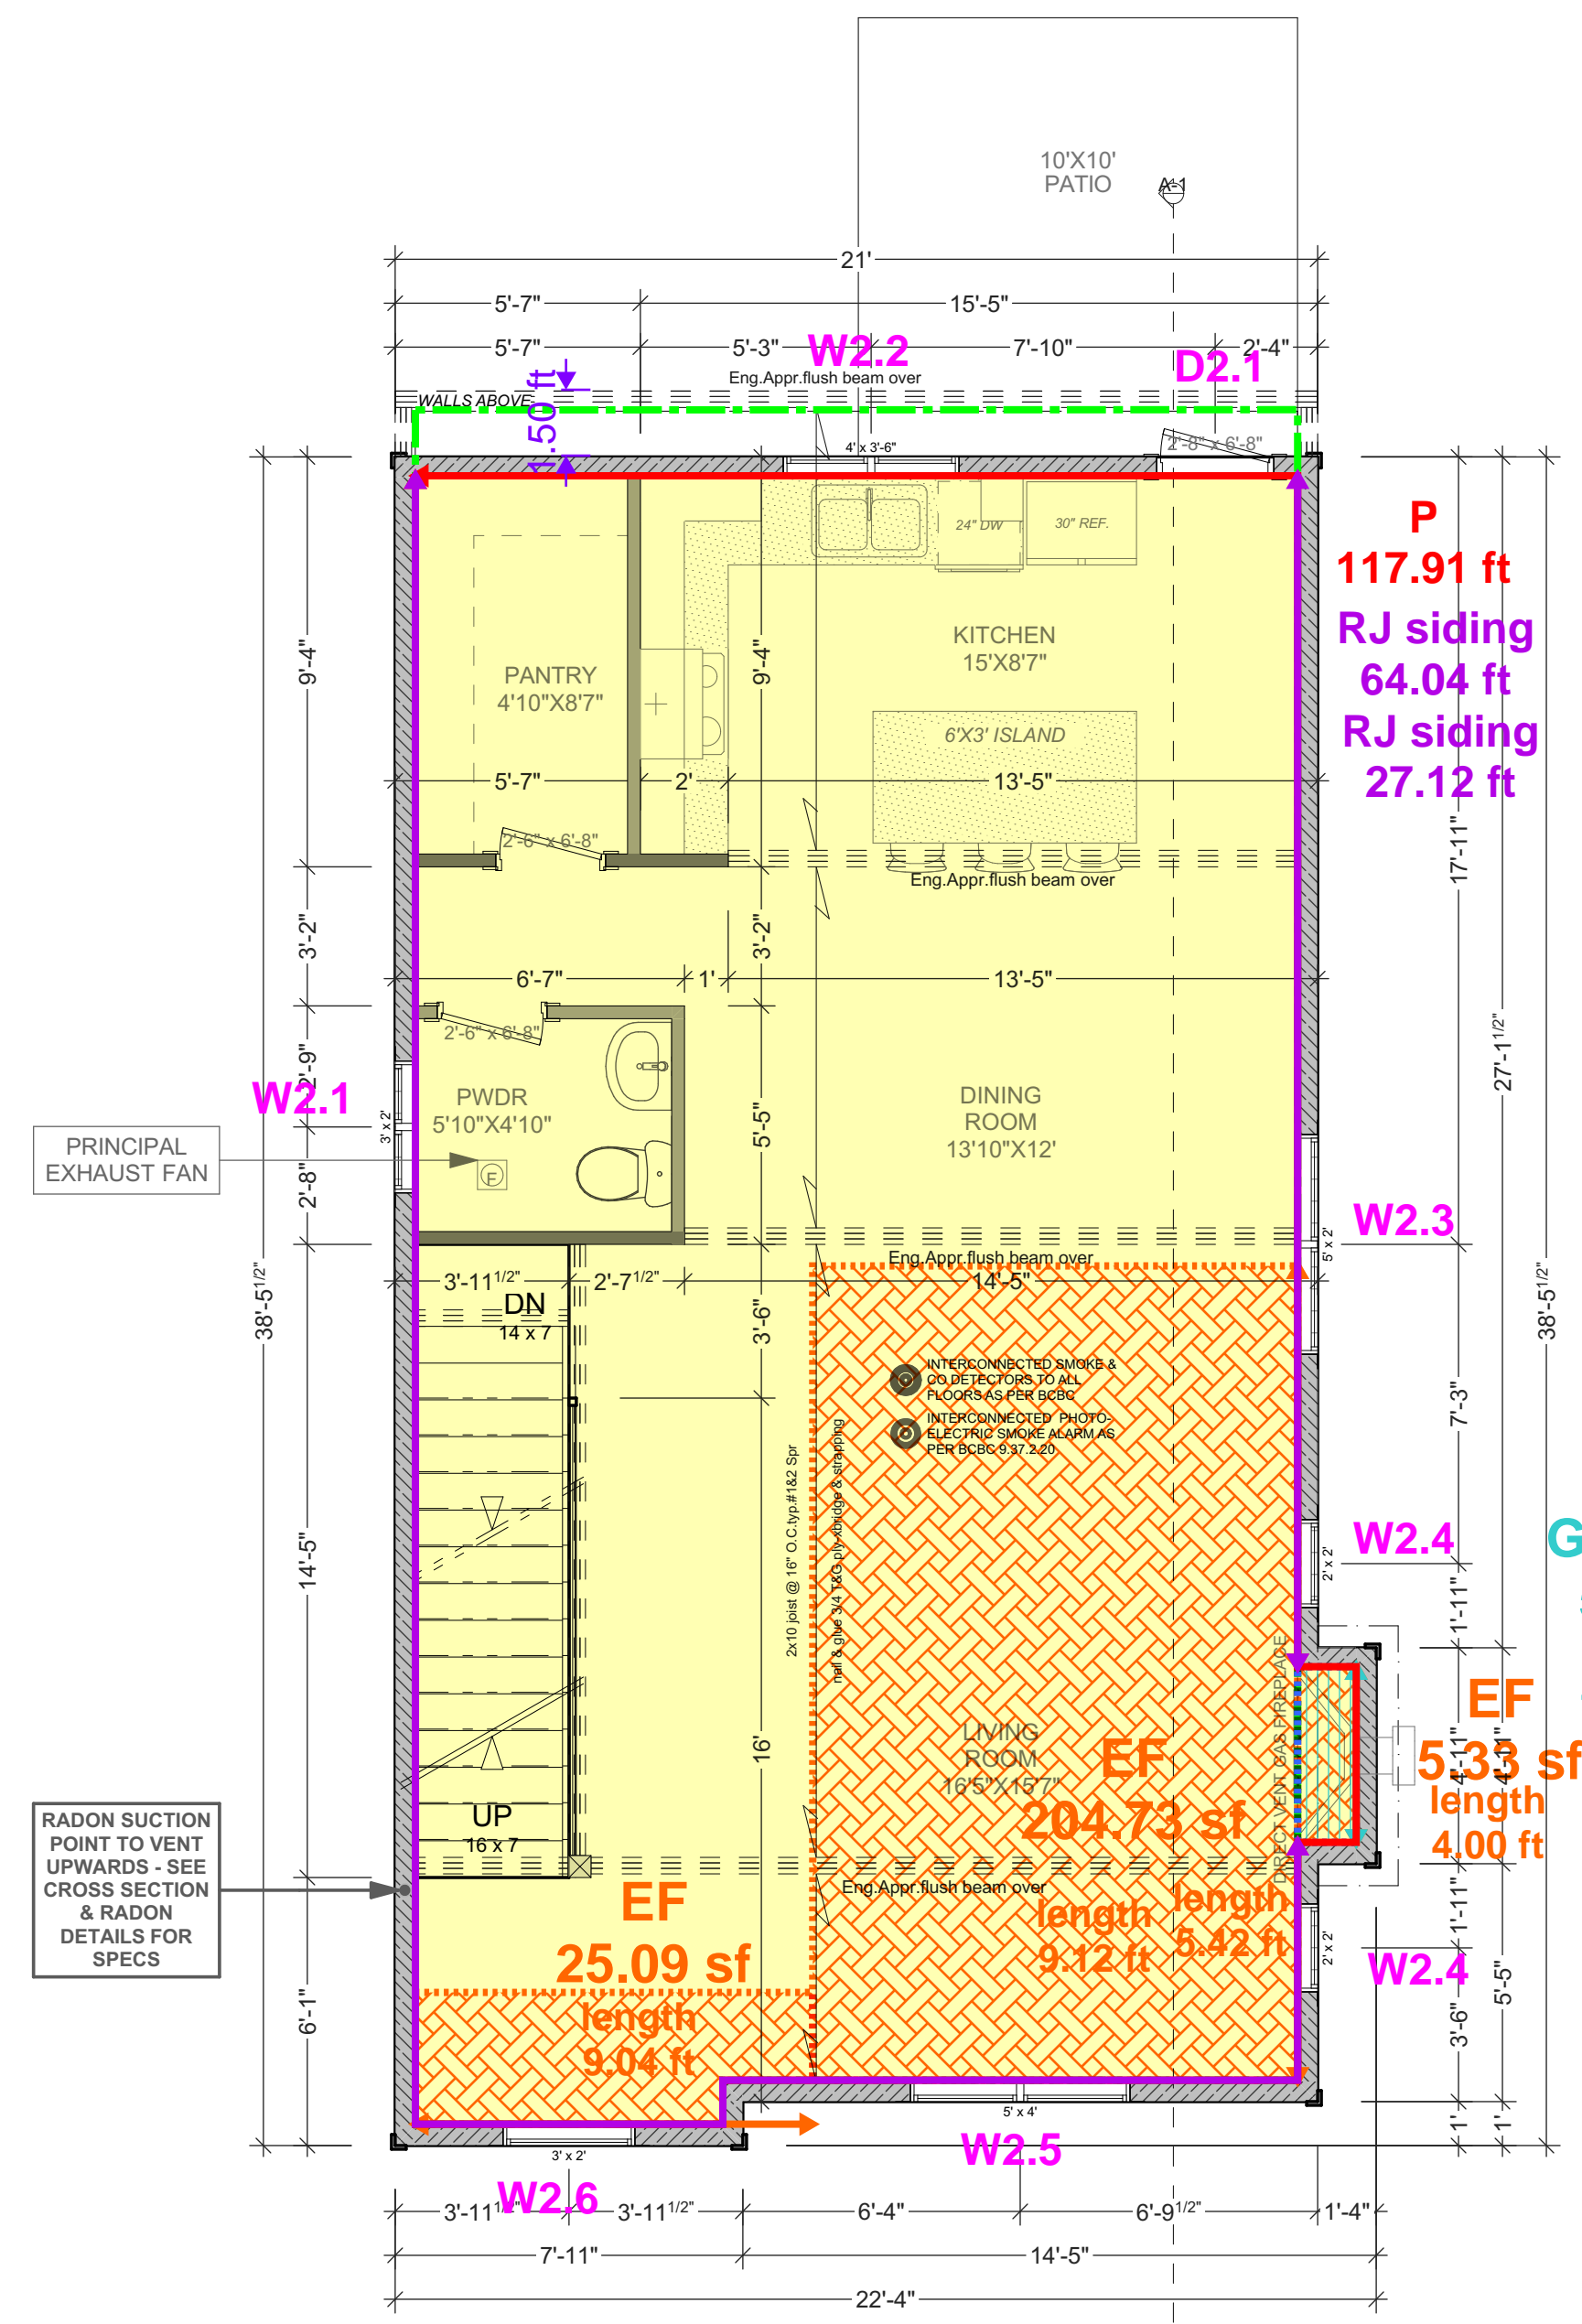 10'X10'
PATIO
A-1
21'
5'-7"
15'-5"
5'-7"
5'-3"
W2.2
7'-10"
2'-4"
D2.1
Eng.Appr.flush beam over
WALLS ABOVE
1.50 ft
4' x 3'-6"
2'-8" x 6'-8"
24" DW
30" REF.
P
117.91 ft
RJ siding
64.04 ft
RJ siding
27.12 ft
KITCHEN
15'X8'7"
PANTRY
4'10"X8'7"
9'-4"
9'-4"
6'X3' ISLAND
5'-7"
2'
13'-5"
2'-6" x 6'-8"
Eng.Appr.flush beam over
17'-11"
3'-2"
3'-2"
6'-7"
1'
13'-5"
2'-6" x 6'-8"
2'-9"
W2.1
3' x 2'
PWDR
5'10"X4'10"
5'-5"
DINING
ROOM
13'10"X12'
27'-1 1/2"
PRINCIPAL
EXHAUST FAN
F
2'-8"
W2.3
5' x 2'
Eng.Appr.flush beam over
3'-11 1/2"
2'-7 1/2"
14'-5"
DN
14 x 7
38'-5 1/2"
3'-6"
38'-5 1/2"
INTERCONNECTED SMOKE &
CO DETECTORS TO ALL
FLOORS AS PER BCBC
INTERCONNECTED PHOTO-
ELECTRIC SMOKE ALARM AS
PER BCBC 9.37.2.20
7'-3"
2x10 joist @ 16" O.C.typ.#1&2 Spr
nail & glue 3/4 T&G ply-xbridge & strapping
14'-5"
W2.4
2' x 2'
G
1'-11"
DIRECT VENT GAS FIREPLACE
16'
LIVING
ROOM
16'5"X15'7"
EF
204.73 sf
EF
5.33 sf
length
4.00 ft
4'-11"
4'-11"
UP
16 x 7
RADON SUCTION
POINT TO VENT
UPWARDS - SEE
CROSS SECTION
& RADON
DETAILS FOR
SPECS
Eng.Appr.flush beam over
EF
25.09 sf
length
9.12 ft
length
5.42 ft
1'-11"
2' x 2'
W2.4
length
9.04 ft
6'-1"
3'-6"
5'-5"
1'
1'
5' x 4'
W2.5
3' x 2'
W2.6
3'-11 1/2"
3'-11 1/2"
6'-4"
6'-9 1/2"
1'-4"
7'-11"
14'-5"
22'-4"